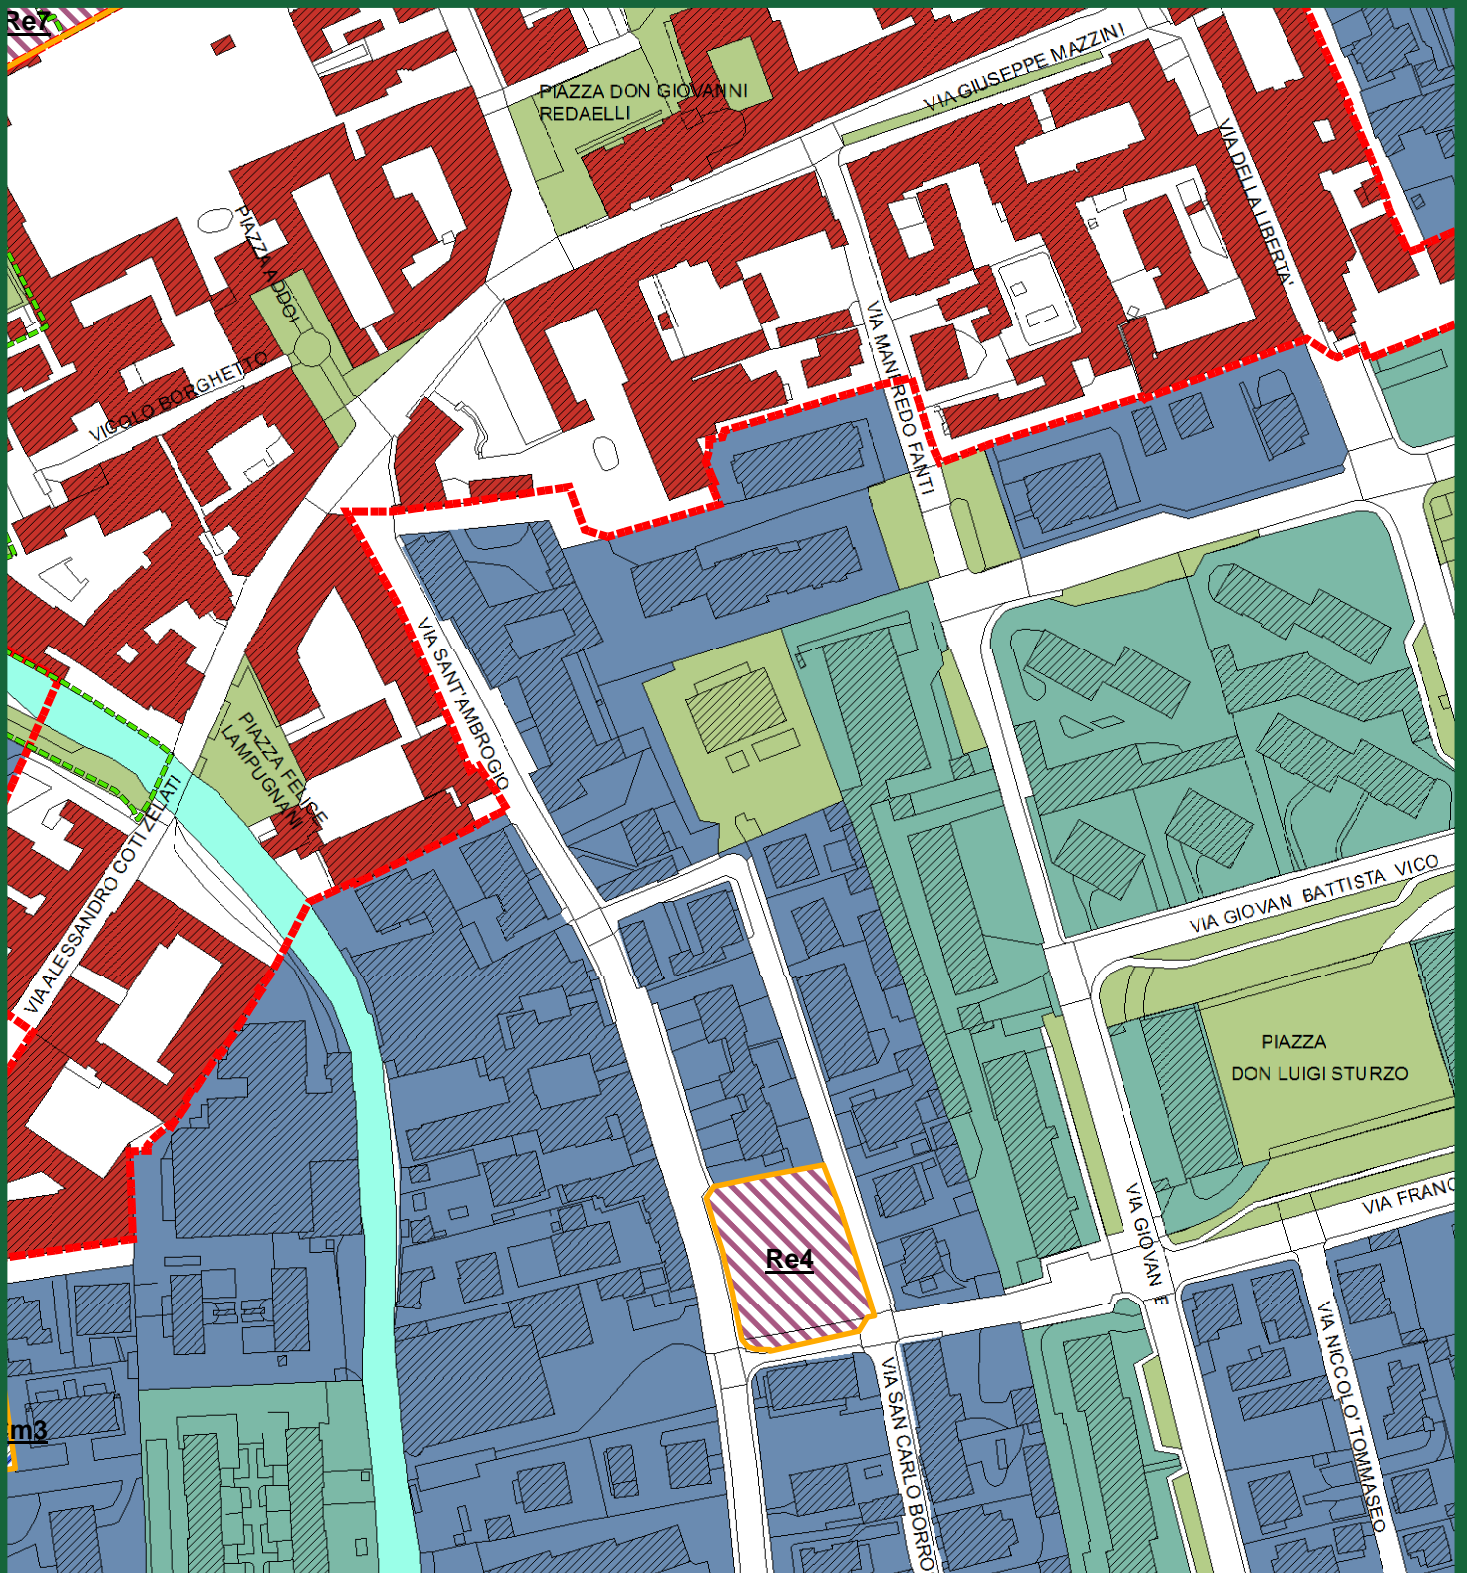 Re7
PIAZZA DON GIOVANNI
REDAELLI
VIA GIUSEPPE MAZZINI
VIA DELLA LIBERTA'
VIA MANFREDO FANTI
VICOLO BORGHETTO
VIA SANT'AMBROGIO
PIAZZA FELICE
LAMPUGNANI
VIA ALESSANDRO COTI ZELATI
VIA GIOVAN BATTISTA VICO
PIAZZA
DON LUIGI STURZO
VIA FRANC
VIA GIOVAN
Re4
VIA SAN CARLO BORRO
VIA NICCOLO' TOMMASEO
m3